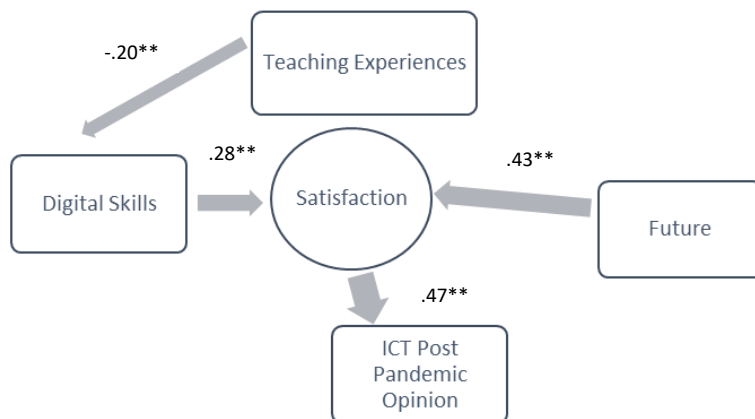 -.20**
Teaching Experiences
.28**
.43**
Digital Skills
Satisfaction
Future
.47**
ICT Post
Pandemic
Opinion